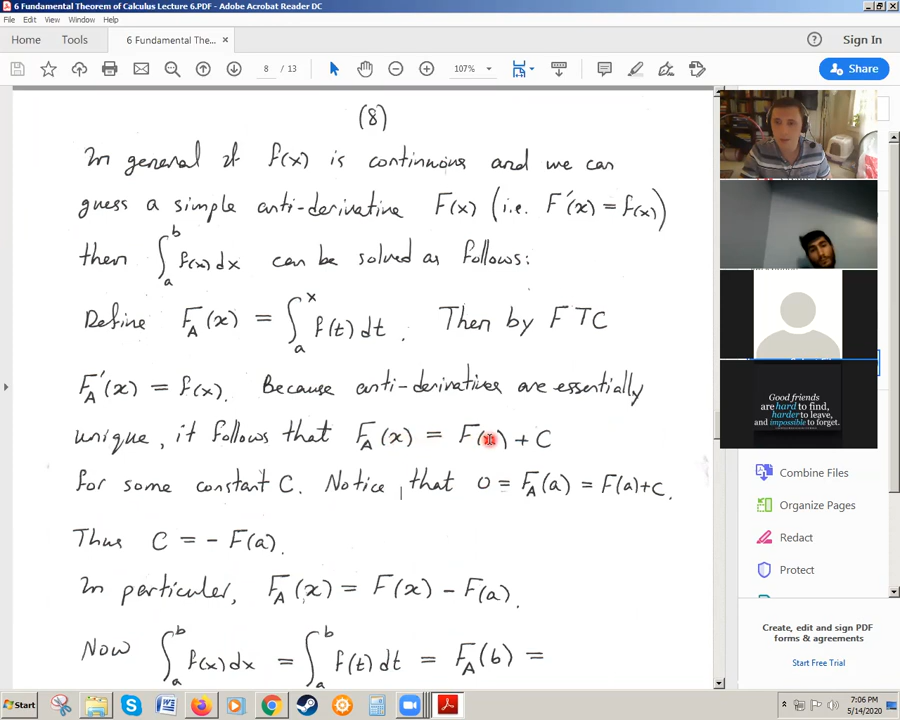 6 Fundamental Theorem of Calculus Lecture 6.PDF - Adobe Acrobat Reader DC
File Edit View Window Help
Home Tools 6 Fundamental The... × Sign In
8 / 13 107% Share
(8)
In general if f(x) is continuous and we can
guess a simple anti-derivative F(x) (i.e. F'(x) = f(x))
then ∫_a^b f(x)dx can be solved as follows:
Define F_A(x) = ∫_a^x f(t)dt. Then by FTC
F_A'(x) = f(x). Because anti-derivatives are essentially
unique, it follows that F_A(x) = F(x) + C
for some constant C. Notice, that 0 = F_A(a) = F(a)+C.
Thus C = - F(a).
In particular, F_A(x) = F(x) - F(a).
Now ∫_a^b f(x)dx = ∫_a^b f(t)dt = F_A(b) =
Good friends
are hard to find,
harder to leave,
and impossible to forget.
Combine Files
Organize Pages
Redact
Protect
Create, edit and sign PDF
forms & agreements
Start Free Trial
Start
7:06 PM
5/14/2020